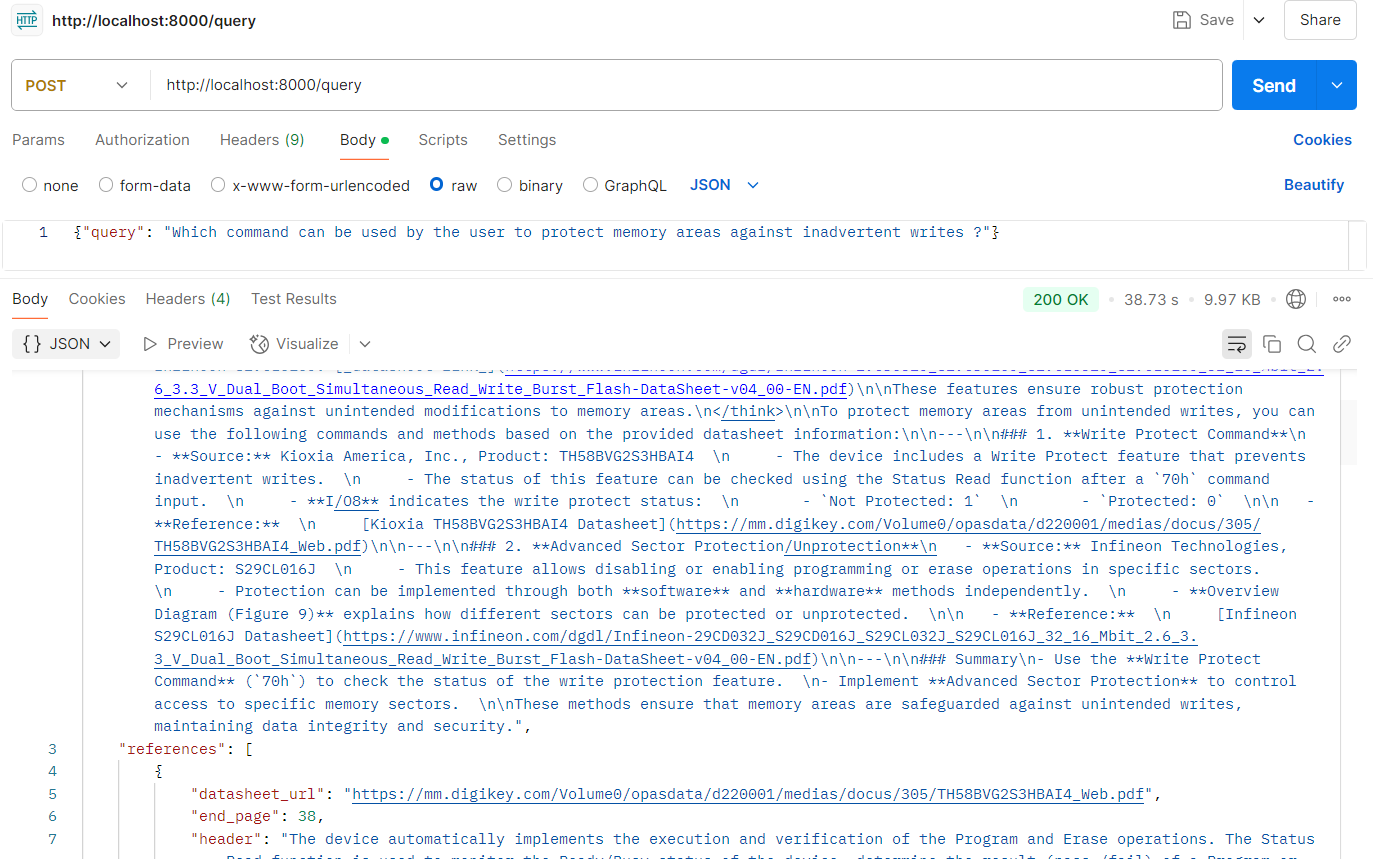 HTTP http://localhost:8000/query Save Share
POST http://localhost:8000/query Send
Params Authorization Headers (9) Body Scripts Settings Cookies
none form-data x-www-form-urlencoded raw binary GraphQL JSON Beautify
1 {"query": "Which command can be used by the user to protect memory areas against inadvertent writes ?"}
Body Cookies Headers (4) Test Results 200 OK • 38.73 s • 9.97 KB •
{} JSON Preview Visualize
6_3.3_V_Dual_Boot_Simultaneous_Read_Write_Burst_Flash-DataSheet-v04_00-EN.pdf)\n\nThese features ensure robust protection
mechanisms against unintended modifications to memory areas.\n</think>\n\nTo protect memory areas from unintended writes, you can
use the following commands and methods based on the provided datasheet information:\n\n---\n\n### 1. **Write Protect Command**\n
- **Source:** Kioxia America, Inc., Product: TH58BVG2S3HBAI4  \n     - The device includes a Write Protect feature that prevents
inadvertent writes.  \n     - The status of this feature can be checked using the Status Read function after a `70h` command
input.  \n     - **I/O8** indicates the write protect status:  \n       - `Not Protected: 1`  \n       - `Protected: 0`  \n\n   -
**Reference:**  \n     [Kioxia TH58BVG2S3HBAI4 Datasheet](https://mm.digikey.com/Volume0/opasdata/d220001/medias/docus/305/
TH58BVG2S3HBAI4_Web.pdf)\n\n---\n\n### 2. **Advanced Sector Protection/Unprotection**\n   - **Source:** Infineon Technologies,
Product: S29CL016J  \n     - This feature allows disabling or enabling programming or erase operations in specific sectors.
\n     - Protection can be implemented through both **software** and **hardware** methods independently.  \n     - **Overview
Diagram (Figure 9)** explains how different sectors can be protected or unprotected.  \n\n   - **Reference:**  \n     [Infineon
S29CL016J Datasheet](https://www.infineon.com/dgdl/Infineon-29CD032J_S29CD016J_S29CL032J_S29CL016J_32_16_Mbit_2.6_3.
3_V_Dual_Boot_Simultaneous_Read_Write_Burst_Flash-DataSheet-v04_00-EN.pdf)\n\n---\n\n### Summary\n- Use the **Write Protect
Command** (`70h`) to check the status of the write protection feature.  \n- Implement **Advanced Sector Protection** to control
access to specific memory sectors.  \n\nThese methods ensure that memory areas are safeguarded against unintended writes,
maintaining data integrity and security.",
3 "references": [
4 {
5 "datasheet_url": "https://mm.digikey.com/Volume0/opasdata/d220001/medias/docus/305/TH58BVG2S3HBAI4_Web.pdf",
6 "end_page": 38,
7 "header": "The device automatically implements the execution and verification of the Program and Erase operations. The Status